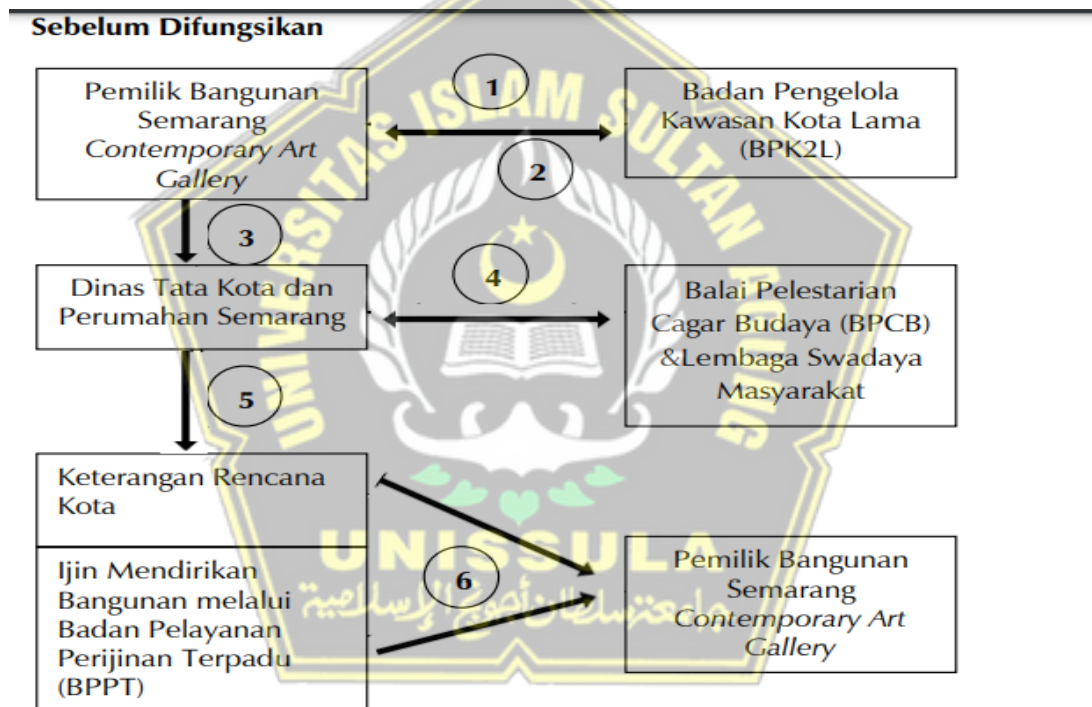 Sebelum Difungsikan
Pemilik Bangunan
Semarang
Contemporary Art
Gallery
1
2
Badan Pengelola
Kawasan Kota Lama
(BPK2L)
3
Dinas Tata Kota dan
Perumahan Semarang
4
Balai Pelestarian
Cagar Budaya (BPCB)
&Lembaga Swadaya
Masyarakat
5
Keterangan Rencana
Kota
Ijin Mendirikan
Bangunan melalui
Badan Pelayanan
Perijinan Terpadu
(BPPT)
6
Pemilik Bangunan
Semarang
Contemporary Art
Gallery
UNIVERSITAS ISLAM SULTAN AGUNG
UNISSULA
جامعنسلطان أجونج الإسلامية